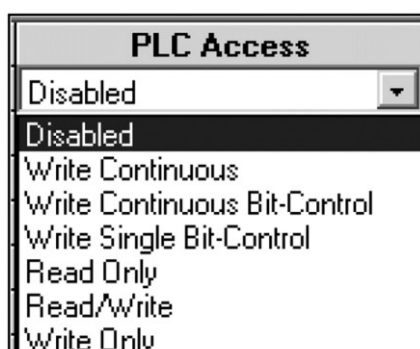 PLC Access
Disabled
Disabled
Write Continuous
Write Continuous Bit-Control
Write Single Bit-Control
Read Only
Read/Write
Write Only